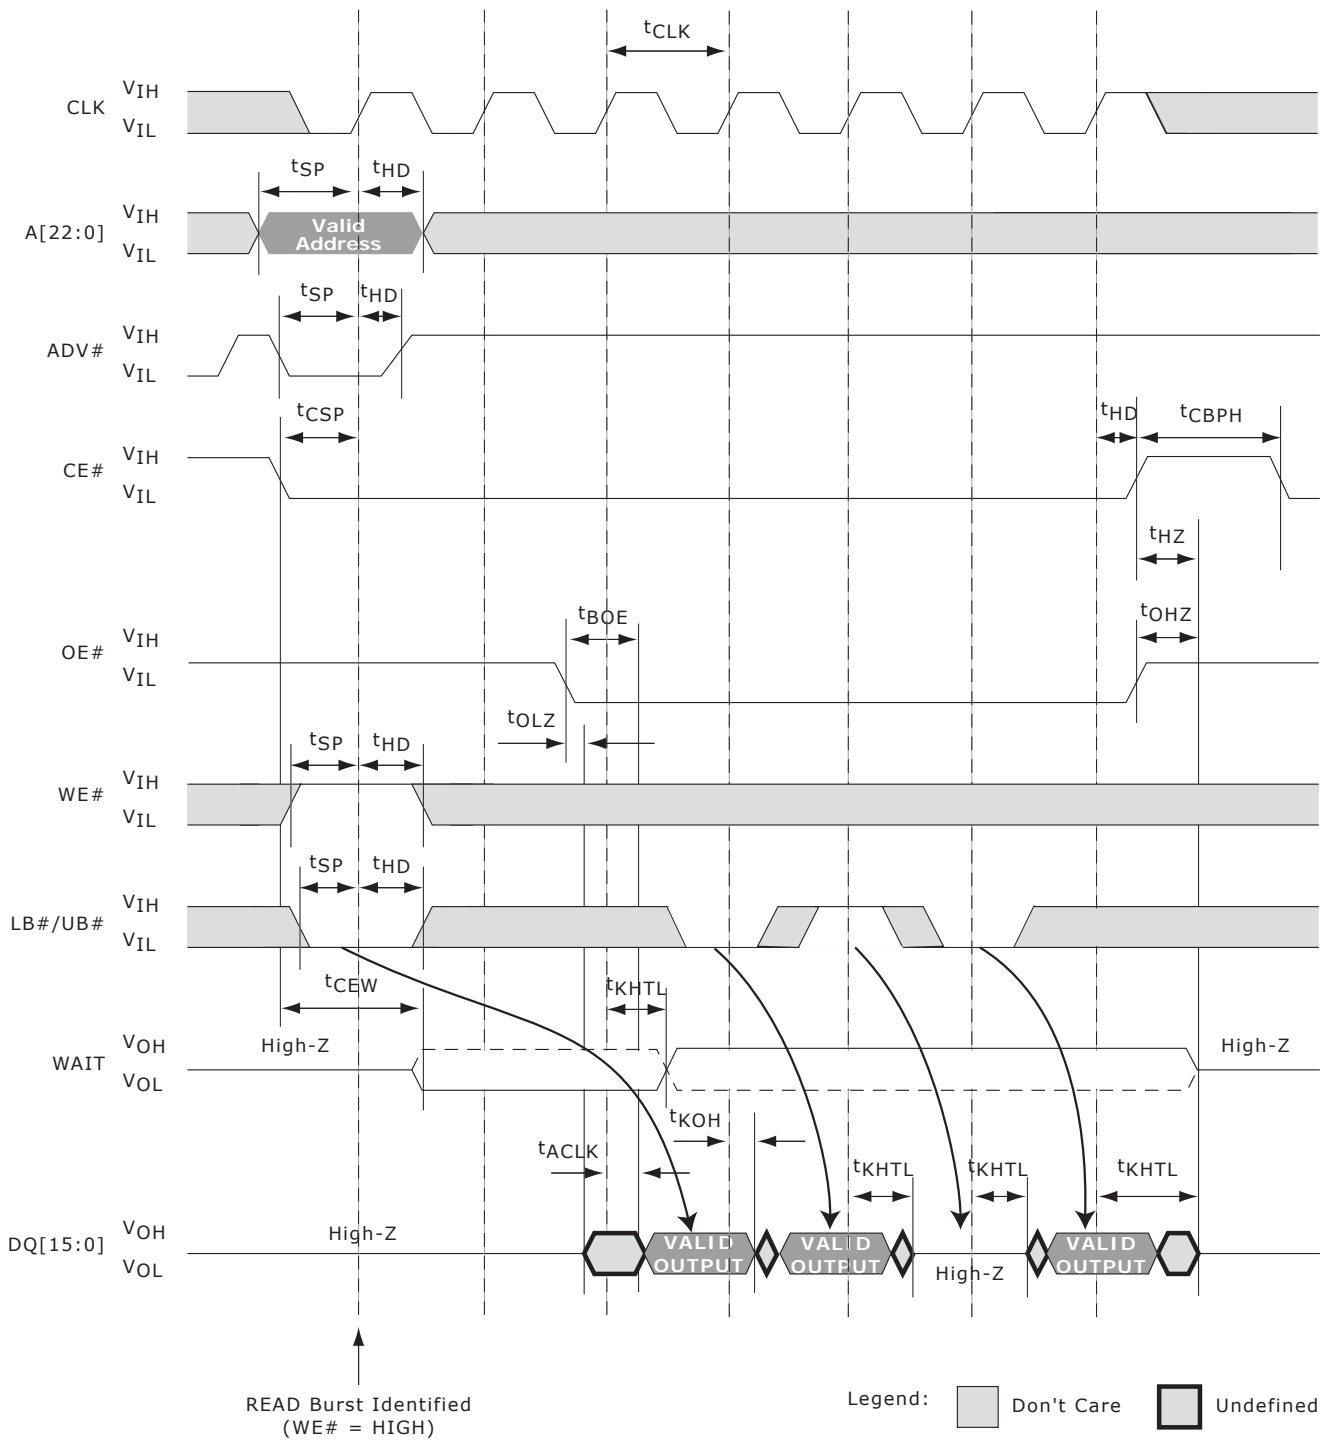 tCLK
CLK
VIH
VIL
tSP
tHD
A[22:0]
VIH
VIL
Valid
Address
tSP
tHD
ADV#
VIH
VIL
tCSP
tHD
tCBPH
CE#
VIH
VIL
tHZ
tBOE
tOHZ
OE#
VIH
VIL
tOLZ
tSP
tHD
WE#
VIH
VIL
tSP
tHD
LB#/UB#
VIH
VIL
tCEW
tKHTL
WAIT
VOH
VOL
High-Z
High-Z
tKOH
tACLK
tKHTL
tKHTL
tKHTL
DQ[15:0]
VOH
VOL
High-Z
VALID
OUTPUT
VALID
OUTPUT
High-Z
VALID
OUTPUT
READ Burst Identified
(WE# = HIGH)
Legend:
Don't Care
Undefined